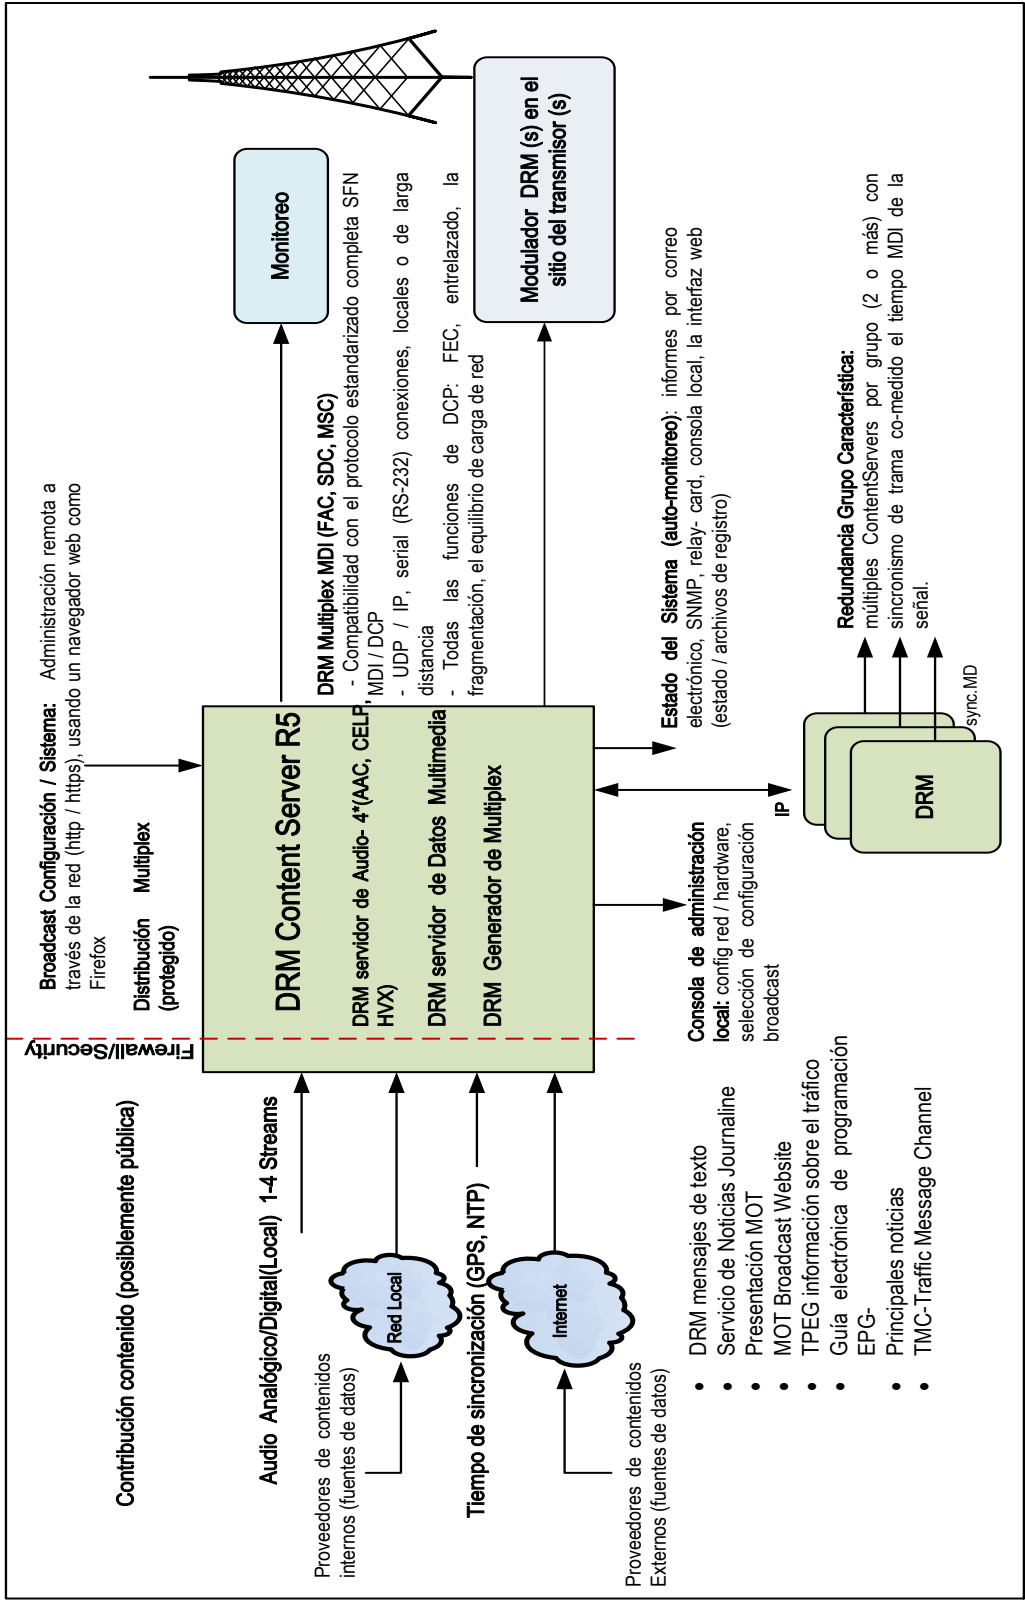 Contribución contenido (posiblemente pública)
Firewall/Security
Broadcast Configuración / Sistema: Administración remota a
través de la red (http / https), usando un navegador web como
Firefox
Distribución Multiplex
(protegido)
Audio Analógico/Digital(Local) 1-4 Streams
Proveedores de contenidos
internos (fuentes de datos)
Red Local
Tiempo de sincronización (GPS, NTP)
Internet
Proveedores de contenidos
Externos (fuentes de datos)
DRM Content Server R5
DRM servidor de Audio- 4*(AAC, CELP,
HVX)
DRM servidor de Datos Multimedia
DRM Generador de Multiplex
DRM Multiplex MDI (FAC, SDC, MSC)
- Compatibilidad con el protocolo estandarizado completa SFN
MDI / DCP
- UDP / IP, serial (RS-232) conexiones, locales o de larga
distancia
- Todas las funciones de DCP: FEC, entrelazado, la
fragmentación, el equilibrio de carga de red
Monitoreo
Modulador DRM (s) en el
sitio del transmisor (s)
• DRM mensajes de texto
• Servicio de Noticias Journaline
• Presentación MOT
• MOT Broadcast Website
• TPEG información sobre el tráfico
• Guía electrónica de programación
EPG-
• Principales noticias
• TMC-Traffic Message Channel
Consola de administración
local: config red / hardware,
selección de configuración
broadcast
Estado del Sistema (auto-monitoreo): informes por correo
electrónico, SNMP, relay- card, consola local, la interfaz web
(estado / archivos de registro)
IP
DRM
sync.MD
Redundancia Grupo Característica:
múltiples ContentServers por grupo (2 o más) con
sincronismo de trama co-medido el tiempo MDI de la
señal.